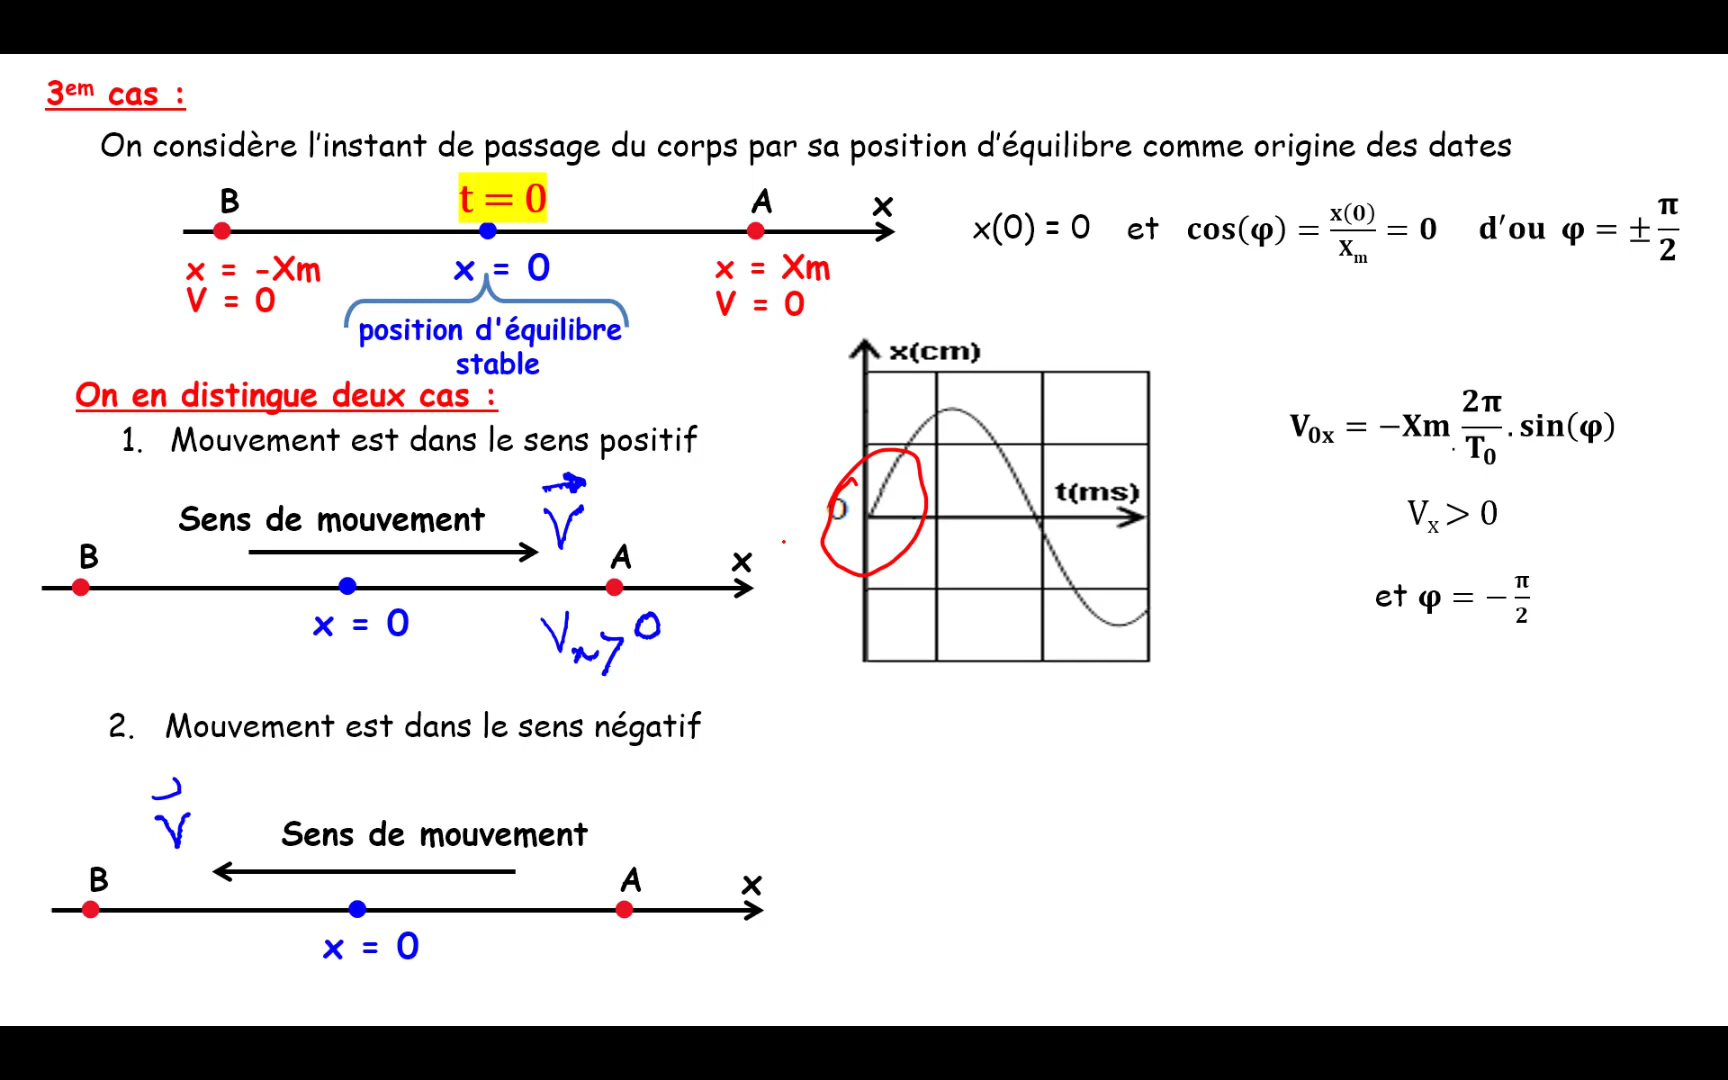 3em cas :
On considère l'instant de passage du corps par sa position d'équilibre comme origine des dates
B t = 0 A x
x(0) = 0 et cos(φ) = x(0)/Xm = 0 d'ou φ = ± π/2
x = -Xm x = 0 x = Xm
V = 0 V = 0
position d'équilibre
stable
On en distingue deux cas :
1. Mouvement est dans le sens positif
Sens de mouvement V
B A x
x = 0 Vx > 0
x(cm)
0 t(ms)
V0x = −Xm 2π/T0 . sin(φ)
Vx > 0
et φ = − π/2
2. Mouvement est dans le sens négatif
V Sens de mouvement
B A x
x = 0